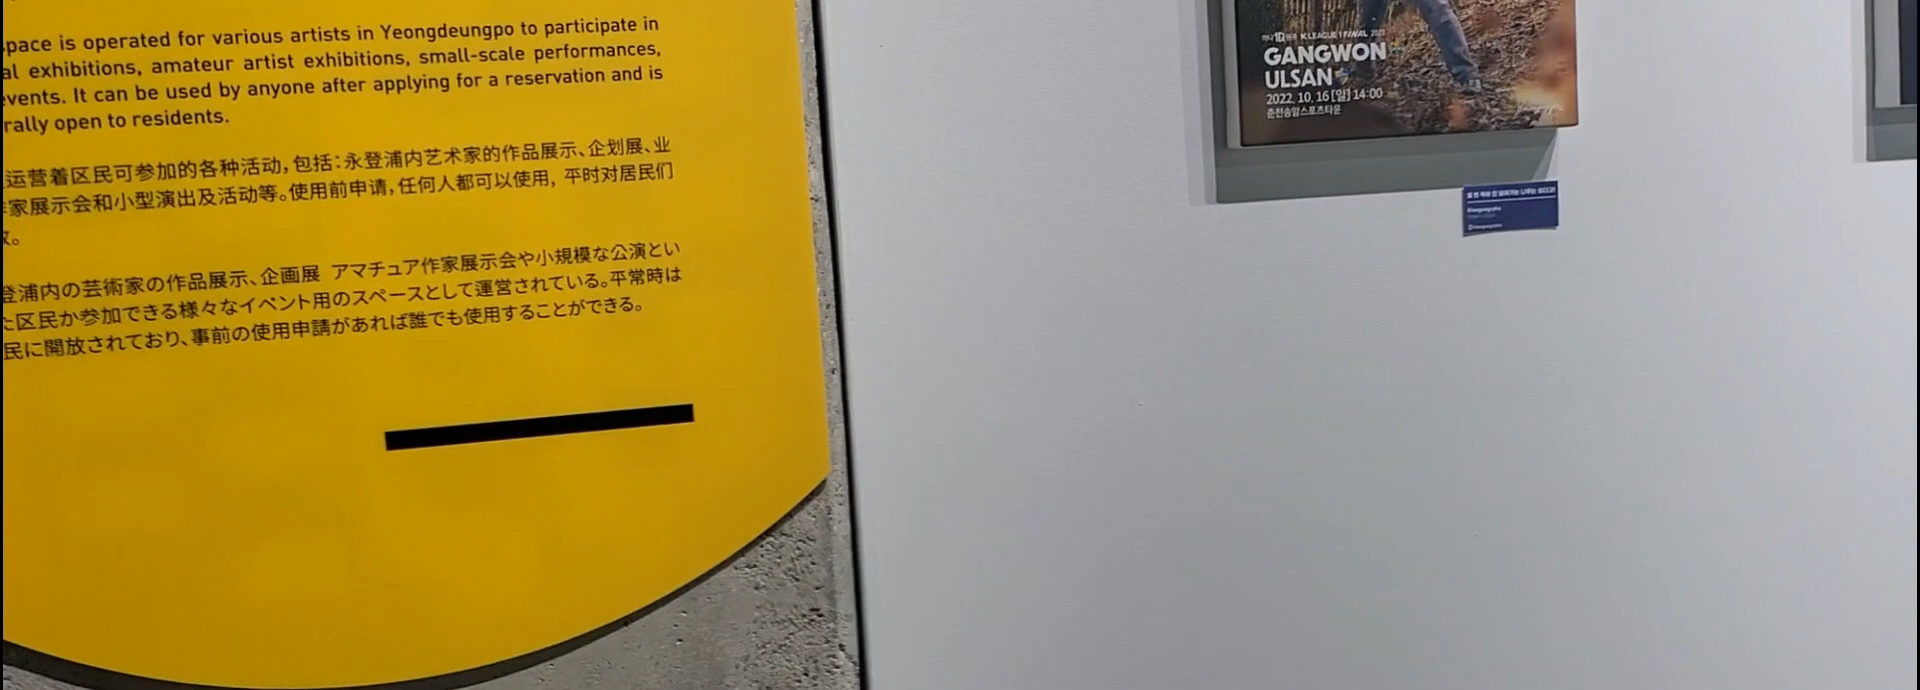 space is operated for various artists in Yeongdeungpo to participate in
al exhibitions, amateur artist exhibitions, small-scale performances,
events. It can be used by anyone after applying for a reservation and is
rally open to residents.
运营着区民可参加的各种活动,包括:永登浦内艺术家的作品展示、企划展、业
家展示会和小型演出及活动等。使用前申请,任何人都可以使用, 平时对居民们
。
登浦内の芸術家の作品展示、企画展 アマチュア作家展示会や小規模な公演とい
た区民か参加できる様々なイベント用のスペースとして運営されている。平常時は
民に開放されており、事前の使用申請があれば誰でも使用することができる。
K LEAGUE 1 FINAL 2022
GANGWON
ULSAN
2022. 10. 16 [일] 14:00
춘천송암스포츠타운